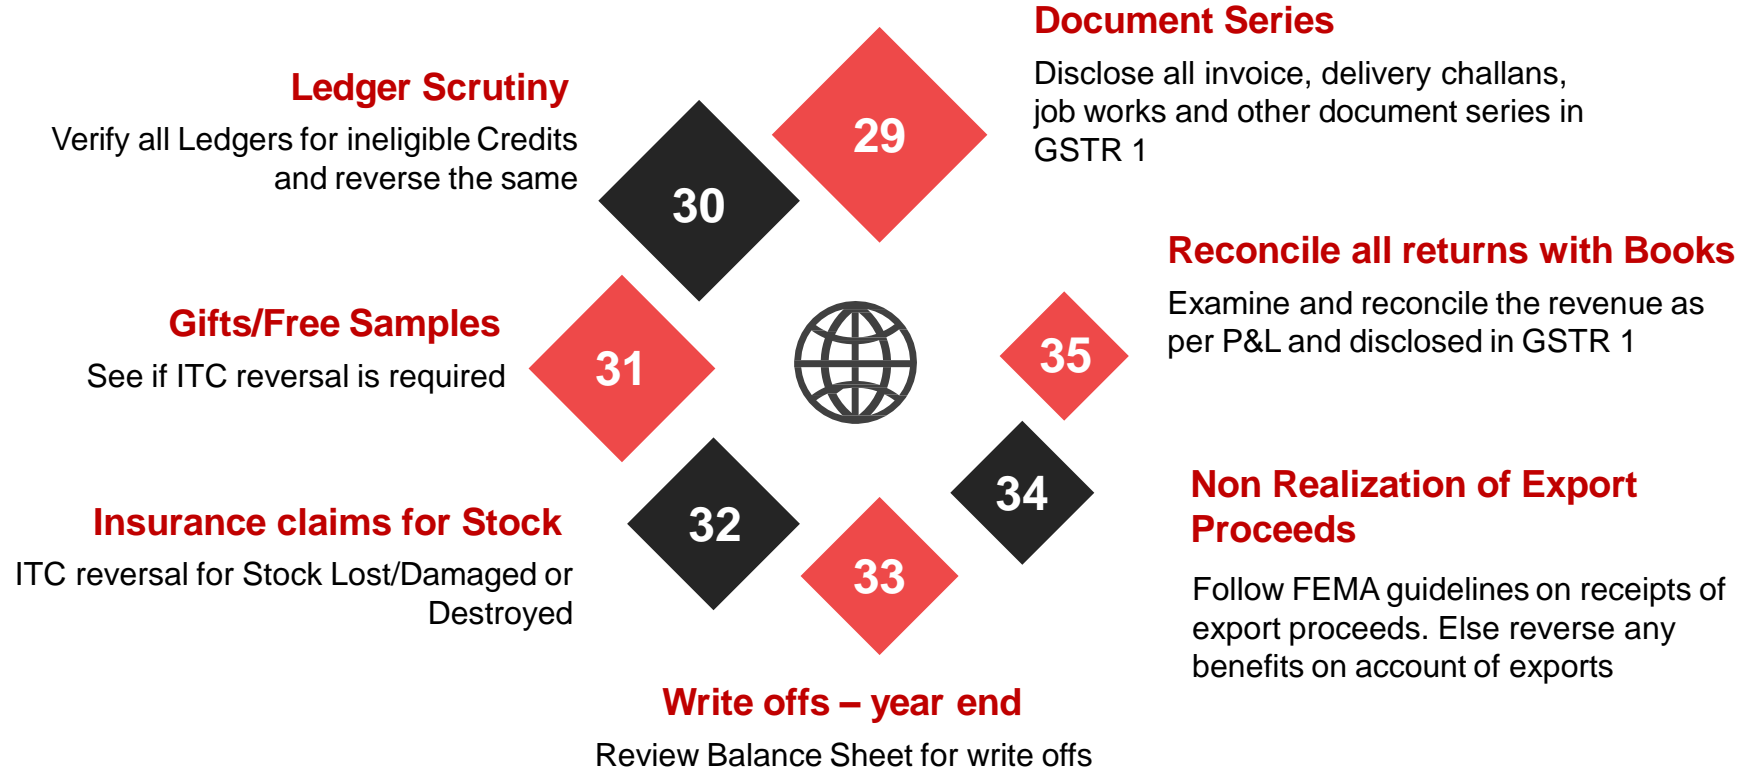 Document Series
Disclose all invoice, delivery challans,
job works and other document series in
GSTR 1
29
Ledger Scrutiny
Verify all Ledgers for ineligible Credits
and reverse the same
30
Gifts/Free Samples
See if ITC reversal is required
31
Insurance claims for Stock
ITC reversal for Stock Lost/Damaged or
Destroyed
32
33
Write offs – year end
Review Balance Sheet for write offs
34
Non Realization of Export
Proceeds
Follow FEMA guidelines on receipts of
export proceeds. Else reverse any
benefits on account of exports
35
Reconcile all returns with Books
Examine and reconcile the revenue as
per P&L and disclosed in GSTR 1